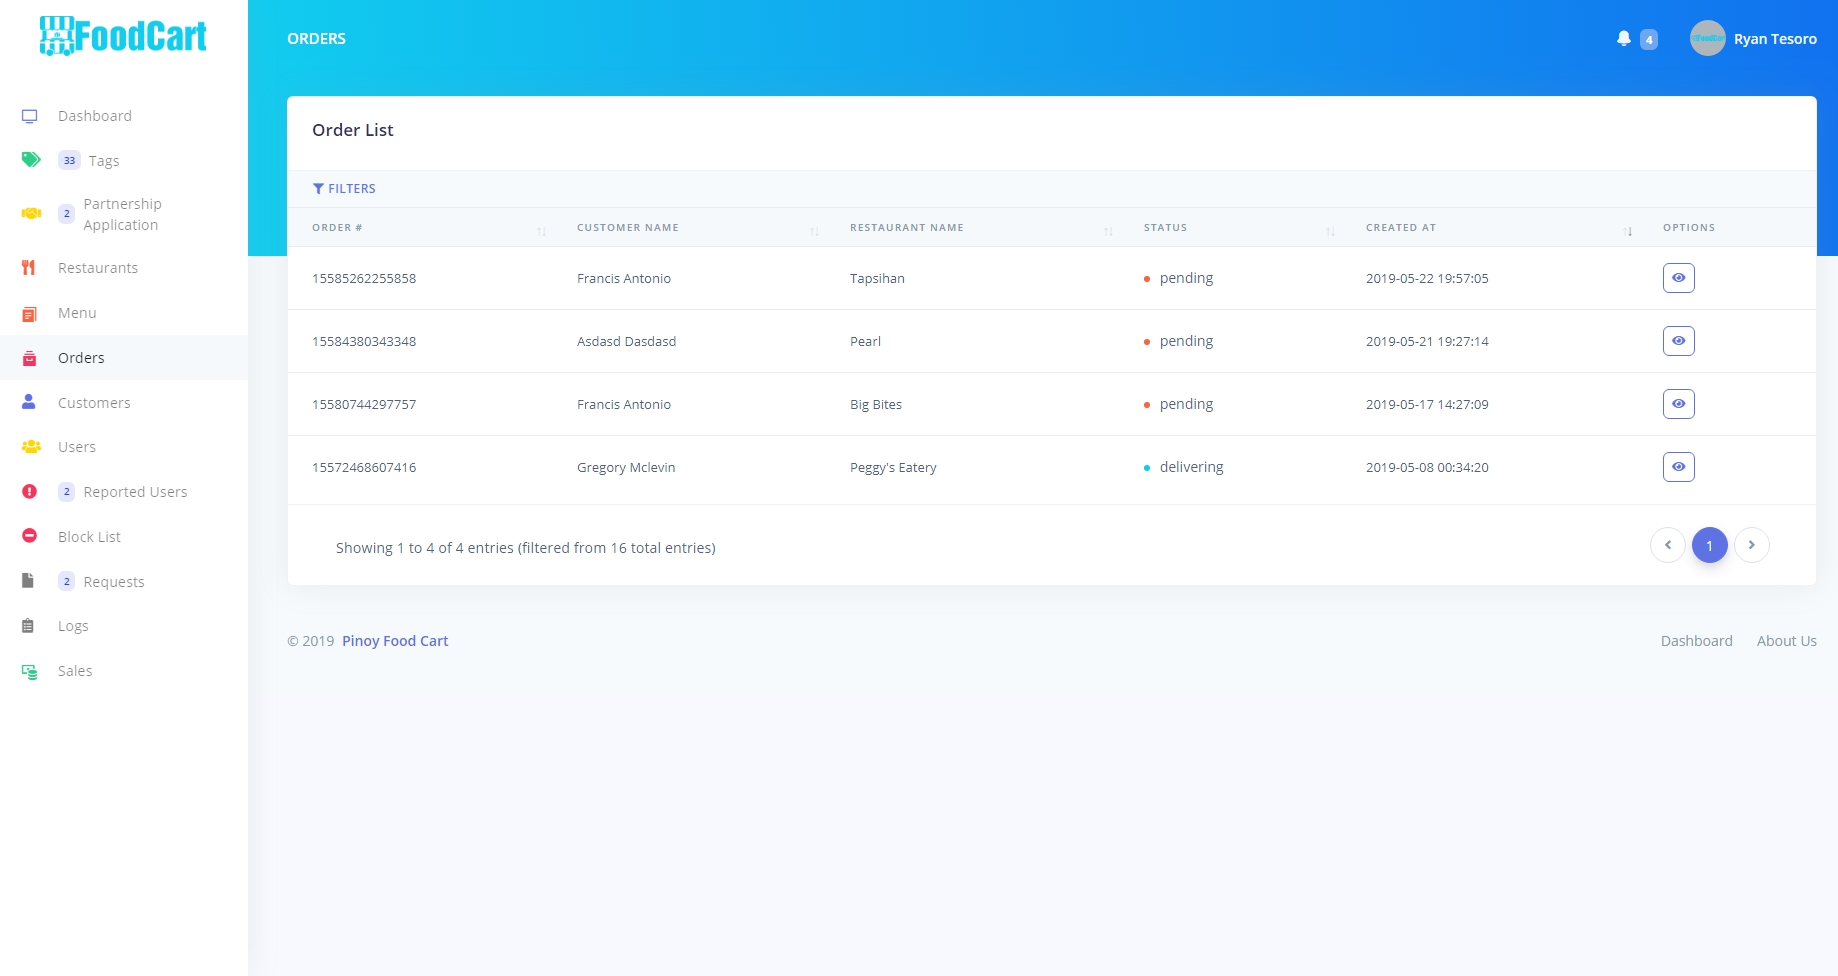 FoodCart
ORDERS
4
Ryan Tesoro
Dashboard
33 Tags
2 Partnership
Application
Restaurants
Menu
Orders
Customers
Users
2 Reported Users
Block List
2 Requests
Logs
Sales
Order List
FILTERS
ORDER # CUSTOMER NAME RESTAURANT NAME STATUS CREATED AT OPTIONS
15585262255858 Francis Antonio Tapsihan pending 2019-05-22 19:57:05
15584380343348 Asdasd Dasdasd Pearl pending 2019-05-21 19:27:14
15580744297757 Francis Antonio Big Bites pending 2019-05-17 14:27:09
15572468607416 Gregory Mclevin Peggy's Eatery delivering 2019-05-08 00:34:20
Showing 1 to 4 of 4 entries (filtered from 16 total entries)
1
© 2019 Pinoy Food Cart
Dashboard About Us